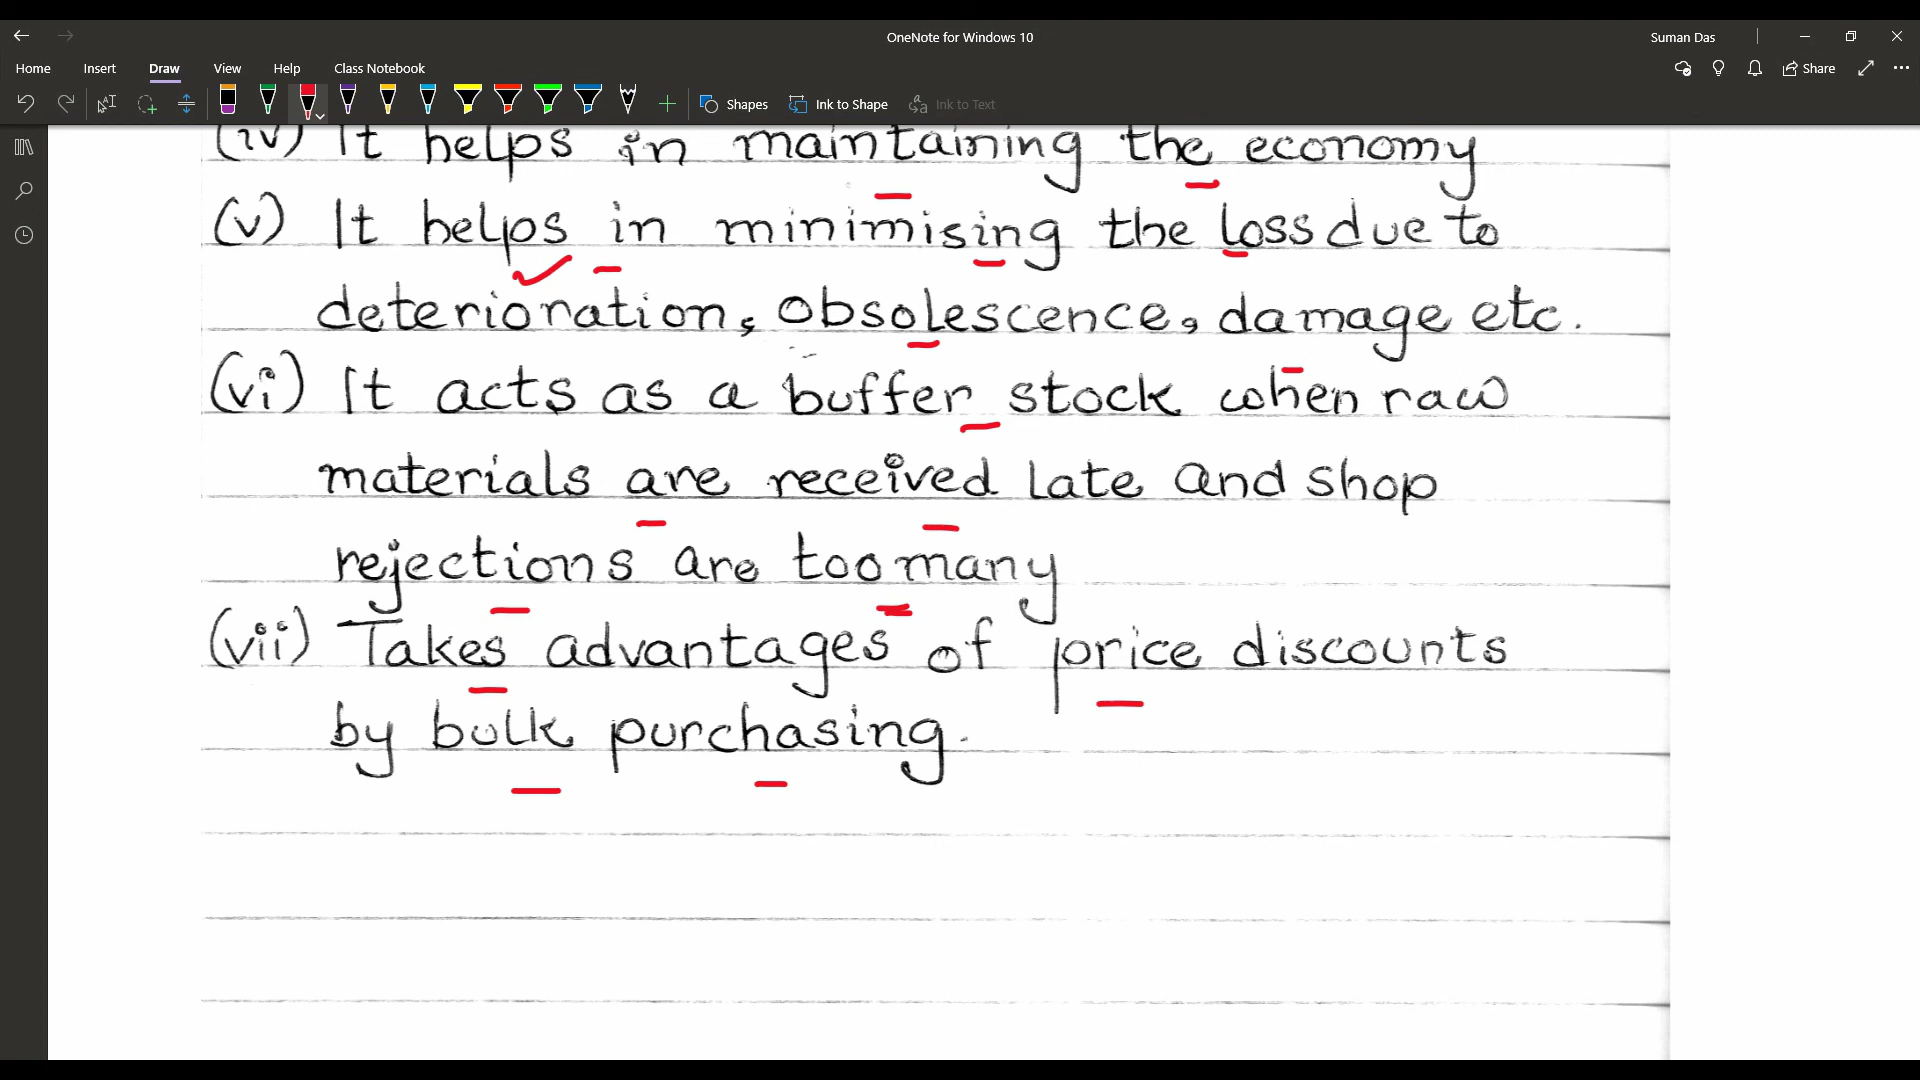 OneNote for Windows 10
Suman Das
Home Insert Draw View Help Class Notebook
Share
Shapes Ink to Shape Ink to Text
(iv) It helps in maintaining the economy
(v) It helps in minimising the loss due to
deterioration, obsolescence, damage etc.
(vi) It acts as a buffer stock when raw
materials are received late and shop
rejections are too many
(vii) Takes advantages of price discounts
by bulk purchasing.